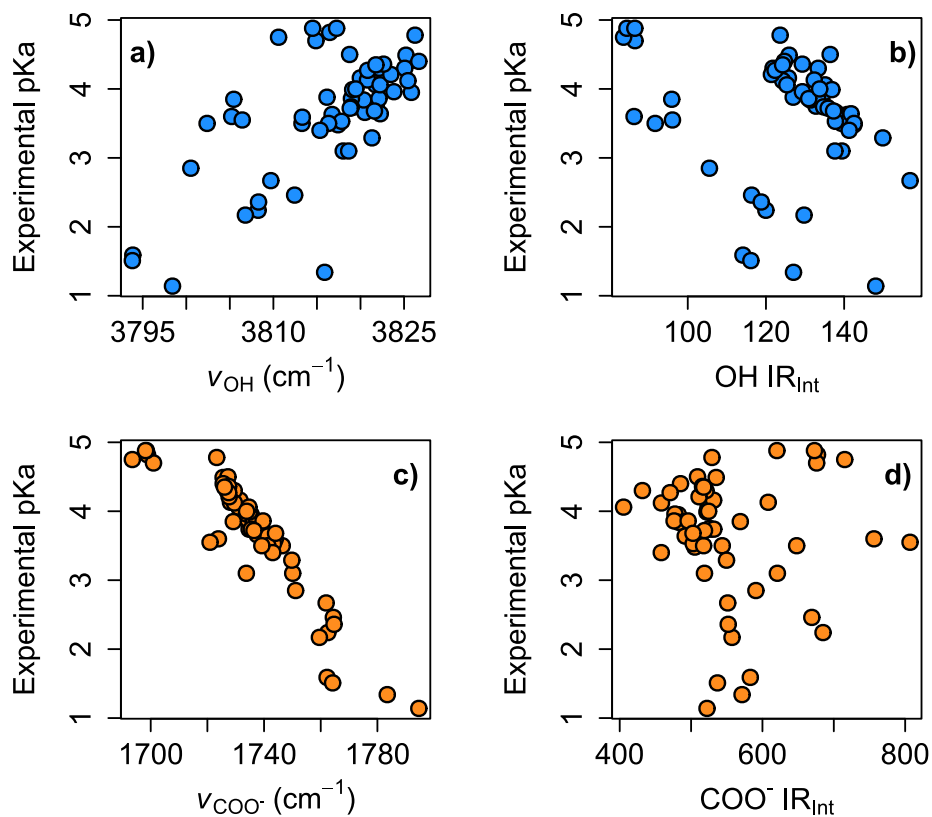 a)
Experimental pKa
1 2 3 4 5
3795 3810 3825
νOH (cm−1)
b)
Experimental pKa
1 2 3 4 5
100 120 140
OH IRInt
c)
Experimental pKa
1 2 3 4 5
1700 1740 1780
νCOO- (cm−1)
d)
Experimental pKa
1 2 3 4 5
400 600 800
COO- IRInt